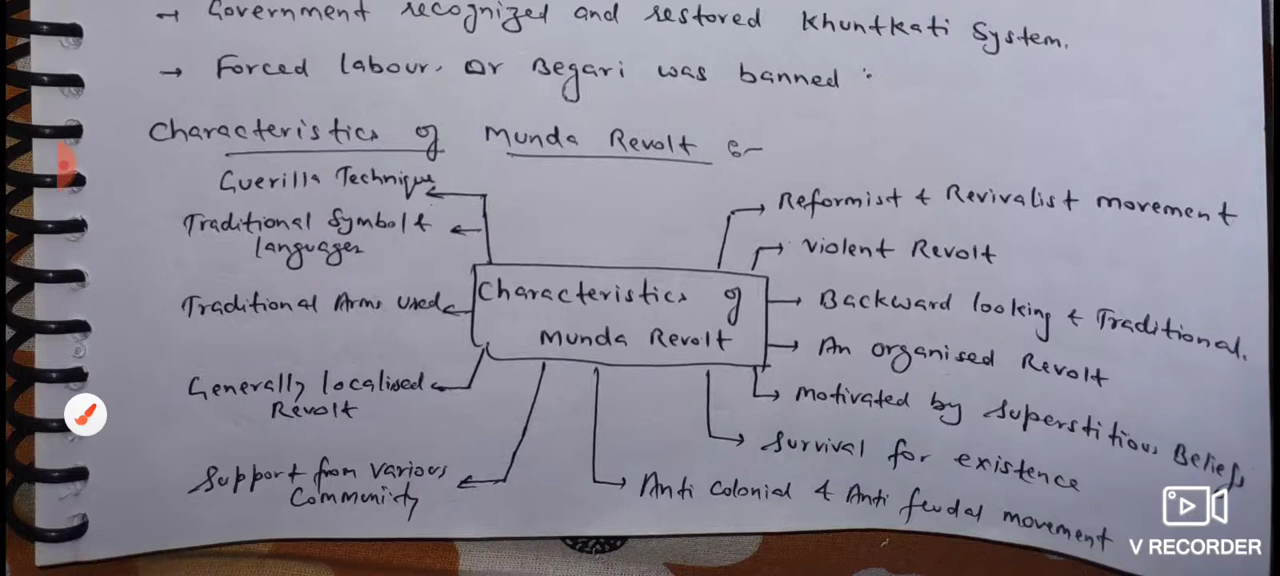 → Government recognized and restored Khuntkati System.
→ Forced labour. Or Begari was banned :
Characteristics of Munda Revolt :-
Guerilla Technique
Traditional Symbol &
languages
Traditional Arms used
Generally localised
Revolt
Support from various
Community
Characteristics of
Munda Revolt
Reformist & Revivalist movement
Violent Revolt
Backward looking & Traditional.
An organised Revolt
Motivated by Superstitious Beliefs
Survival for existence
Anti Colonial & Anti feudal movement
V RECORDER